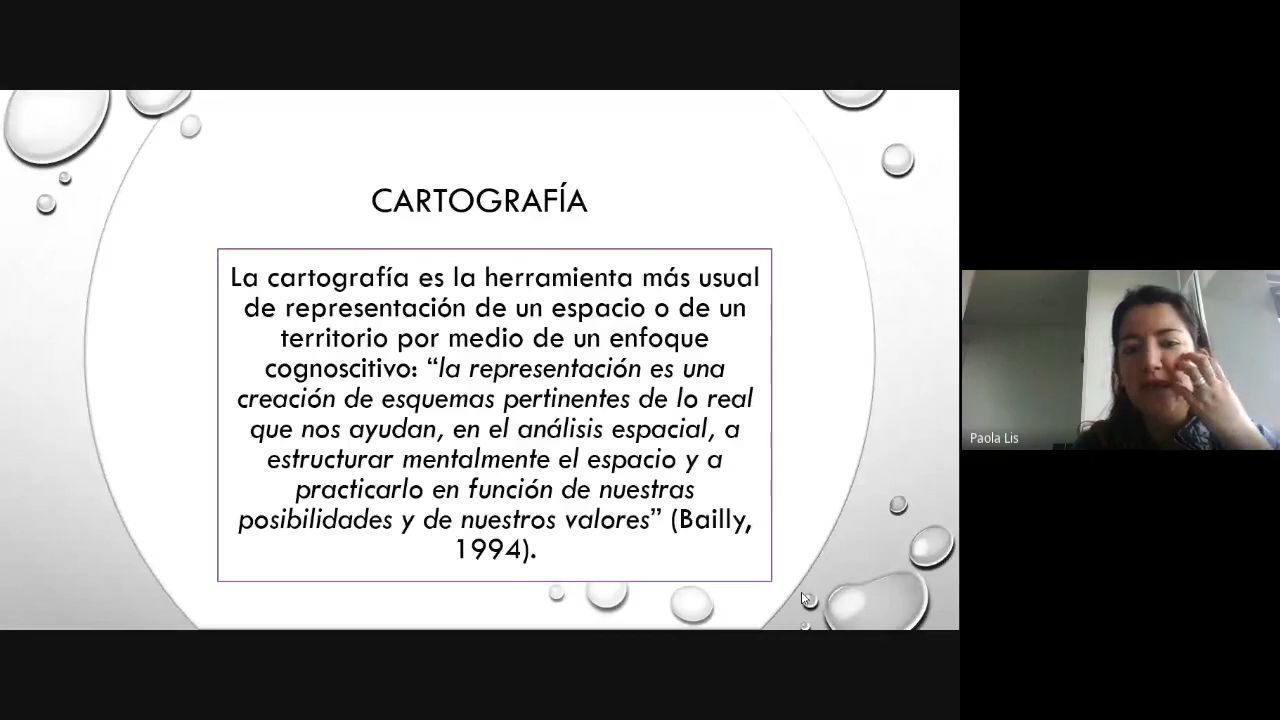 CARTOGRAFÍA
La cartografía es la herramienta más usual
de representación de un espacio o de un
territorio por medio de un enfoque
cognoscitivo: “la representación es una
creación de esquemas pertinentes de lo real
que nos ayudan, en el análisis espacial, a
estructurar mentalmente el espacio y a
practicarlo en función de nuestras
posibilidades y de nuestros valores” (Bailly,
1994).
Paola Lis